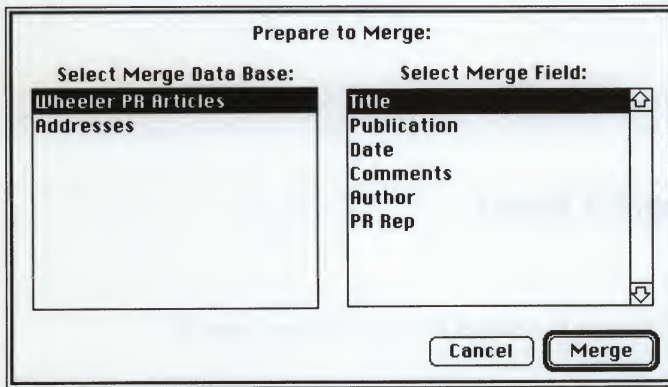 Prepare to Merge:
Select Merge Data Base:
Wheeler PR Articles
Addresses
Select Merge Field:
Title
Publication
Date
Comments
Author
PR Rep
Cancel
Merge